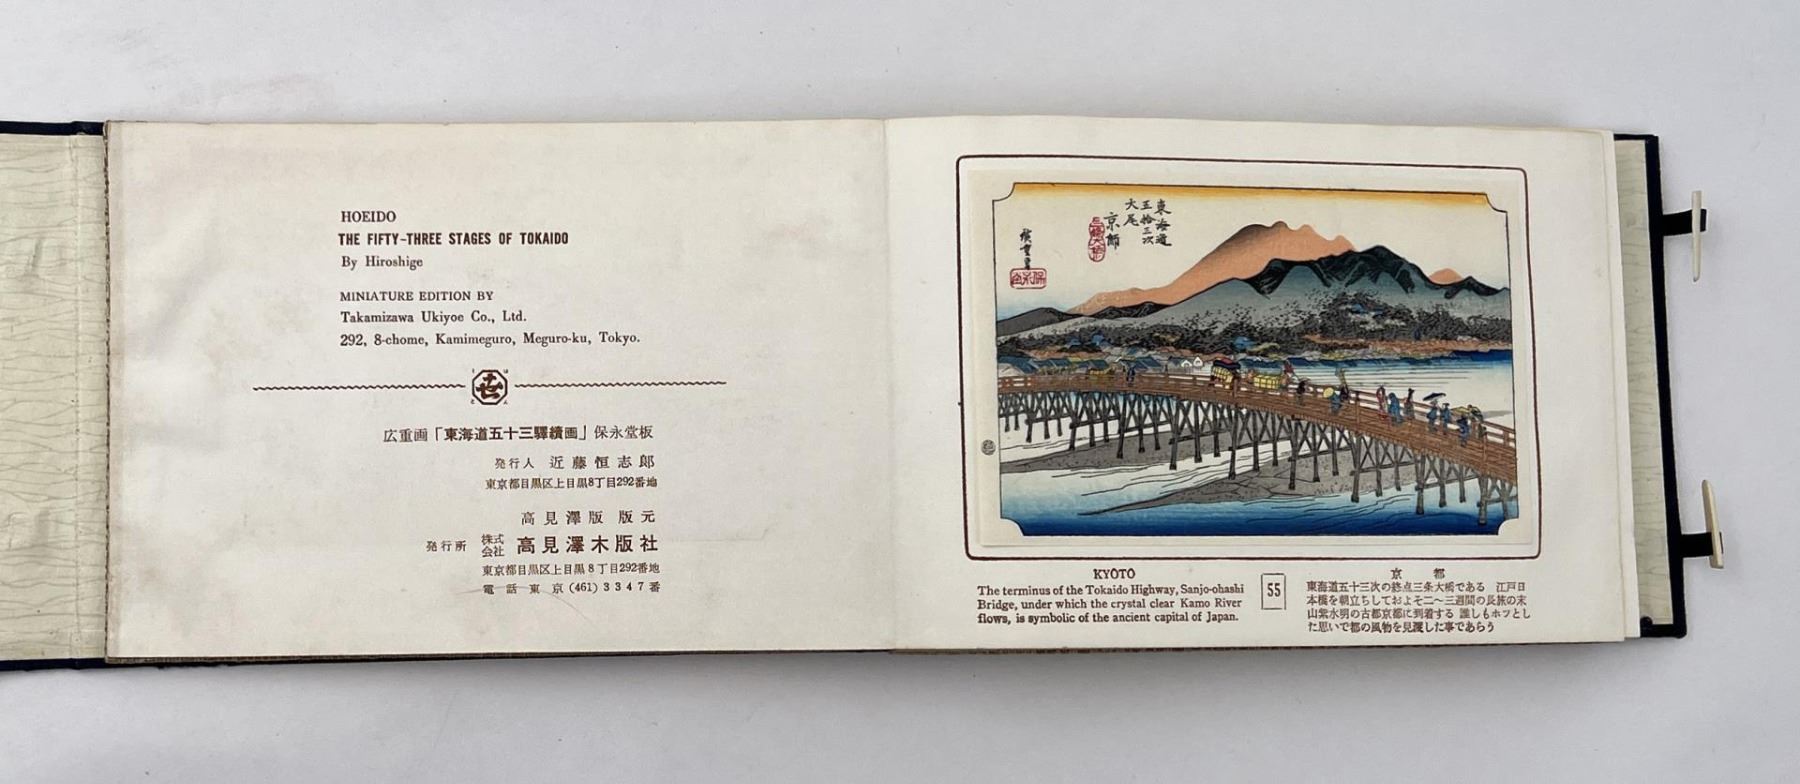 HOEIDO
THE FIFTY-THREE STAGES OF TOKAIDO
By Hiroshige
MINIATURE EDITION BY
Takamizawa Ukiyoe Co., Ltd.
292, 8-chome, Kamimeguro, Meguro-ku, Tokyo.
広重画「東海道五十三驛續画」保永堂板
発行人 近藤恒志郎
東京都目黒区上目黒8丁目292番地
高見澤版 版元
発行所 株式会社 高見澤木版社
東京都目黒区上目黒8丁目292番地
電話 東京 (461) 3347番
東海道
五拾三次
大尾
京師
廣重画
KYŌTO
The terminus of the Tokaido Highway, Sanjo-ohashi
Bridge, under which the crystal clear Kamo River
flows, is symbolic of the ancient capital of Japan.
55
京都
東海道五十三次の終点三条大橋である 江戸日
本橋を朝立ちしておよそ二〜三週間の長旅の末
山紫水明の古都京都に到着する 誰しもホッとし
た思いで都の風物を見渡した事であらう